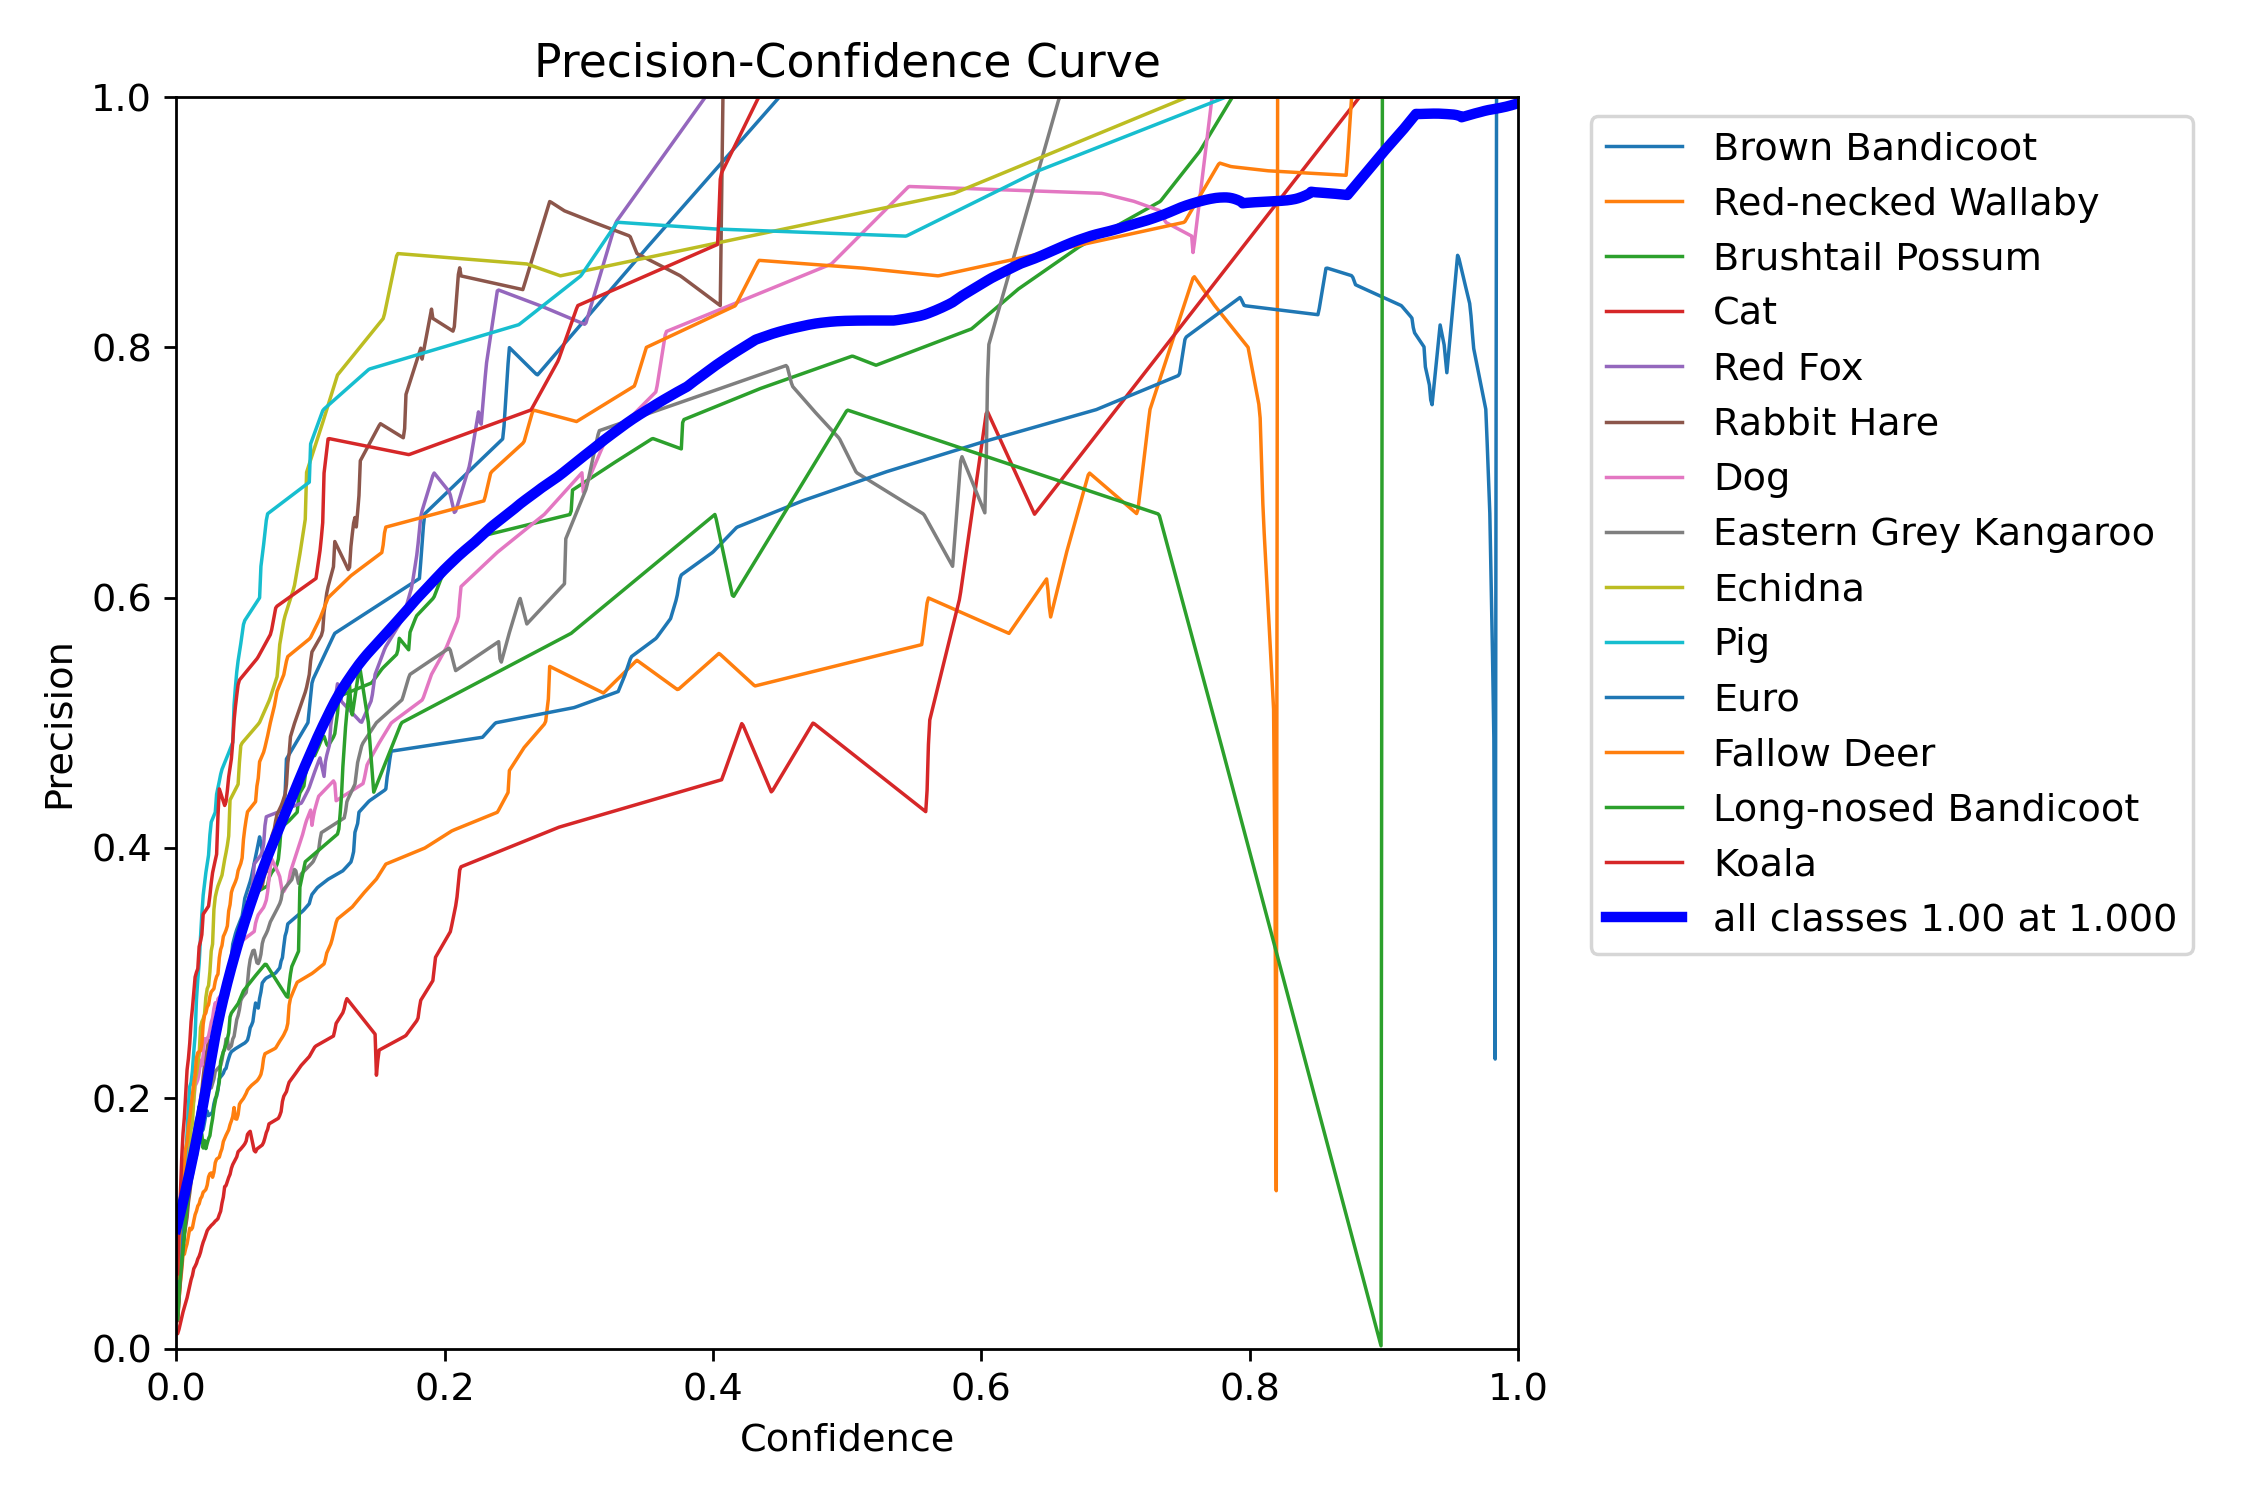 Precision-Confidence Curve
1.0
0.8
0.6
0.4
0.2
0.0
Precision
0.0 0.2 0.4 0.6 0.8 1.0
Confidence
Brown Bandicoot
Red-necked Wallaby
Brushtail Possum
Cat
Red Fox
Rabbit Hare
Dog
Eastern Grey Kangaroo
Echidna
Pig
Euro
Fallow Deer
Long-nosed Bandicoot
Koala
all classes 1.00 at 1.000